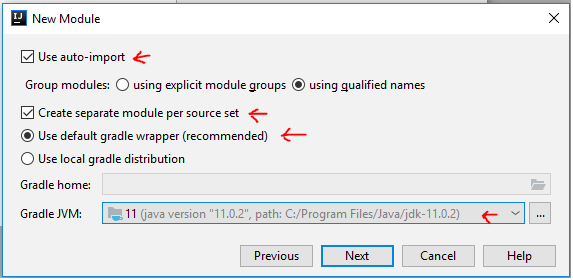 New Module
Use auto-import
Group modules: using explicit module groups using qualified names
Create separate module per source set
Use default gradle wrapper (recommended)
Use local gradle distribution
Gradle home:
Gradle JVM: 11 (java version "11.0.2", path: C:/Program Files/Java/jdk-11.0.2) ...
Previous Next Cancel Help